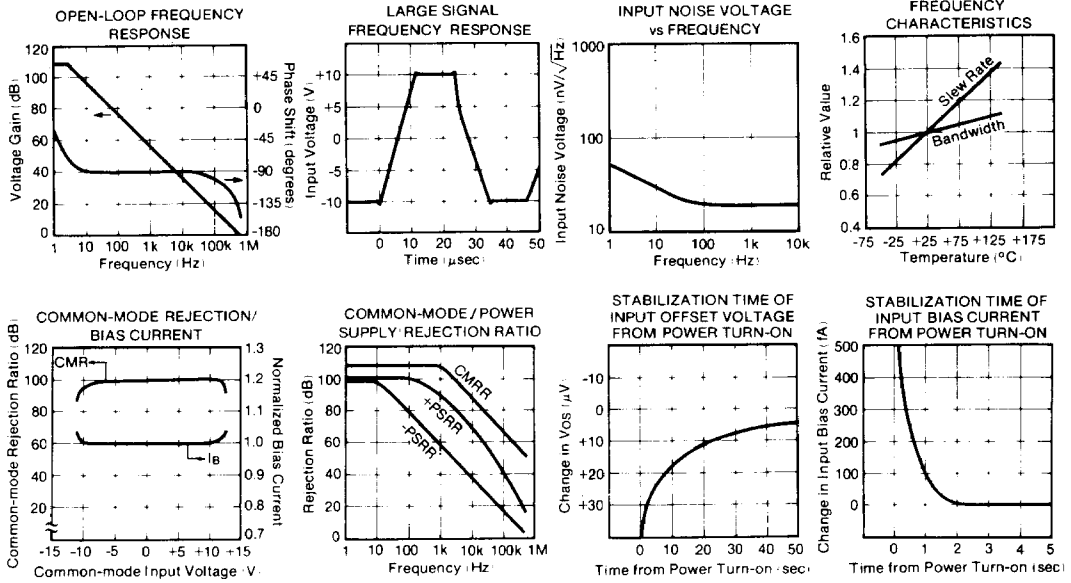 OPEN-LOOP FREQUENCY
RESPONSE
120
100
80
60
40
20
0
Voltage Gain (dB)
+45
0
-45
-90
-135
-180
Phase Shift (degrees)
1 10 100 1k 10k 100k 1M
Frequency (Hz)
LARGE SIGNAL
FREQUENCY RESPONSE
+10
+5
0
-5
-10
Input Voltage (V)
0 10 20 30 40 50
Time (μsec)
INPUT NOISE VOLTAGE
vs FREQUENCY
1000
100
10
Input Noise Voltage (nV/√Hz)
1 10 100 1k 10k
Frequency (Hz)
FREQUENCY
CHARACTERISTICS
1.6
1.4
1.2
1
0.8
0.6
0.4
Relative Value
Slew Rate
Bandwidth
-75 -25 +25 +75 +125 +175
Temperature (°C)
COMMON-MODE REJECTION/
BIAS CURRENT
120
100
80
60
40
20
Common-mode Rejection Ratio (dB)
CMR
IB
1.3
1.2
1.1
1.0
0.9
0.8
0.7
Normalized Bias Current
-15 -10 -5 0 +5 +10 +15
Common-mode Input Voltage (V)
COMMON-MODE/POWER
SUPPLY REJECTION RATIO
120
100
80
60
40
20
Rejection Ratio (dB)
CMRR
+PSRR
-PSRR
1 10 100 1k 10k 100k 1M
Frequency (Hz)
STABILIZATION TIME OF
INPUT OFFSET VOLTAGE
FROM POWER TURN-ON
-10
0
+10
+20
+30
Change in VOS (μV)
0 10 20 30 40 50
Time from Power Turn-on (sec)
STABILIZATION TIME OF
INPUT BIAS CURRENT
FROM POWER TURN-ON
500
400
300
200
100
0
Change in Input Bias Current (fA)
0 1 2 3 4 5
Time from Power Turn-on (sec)